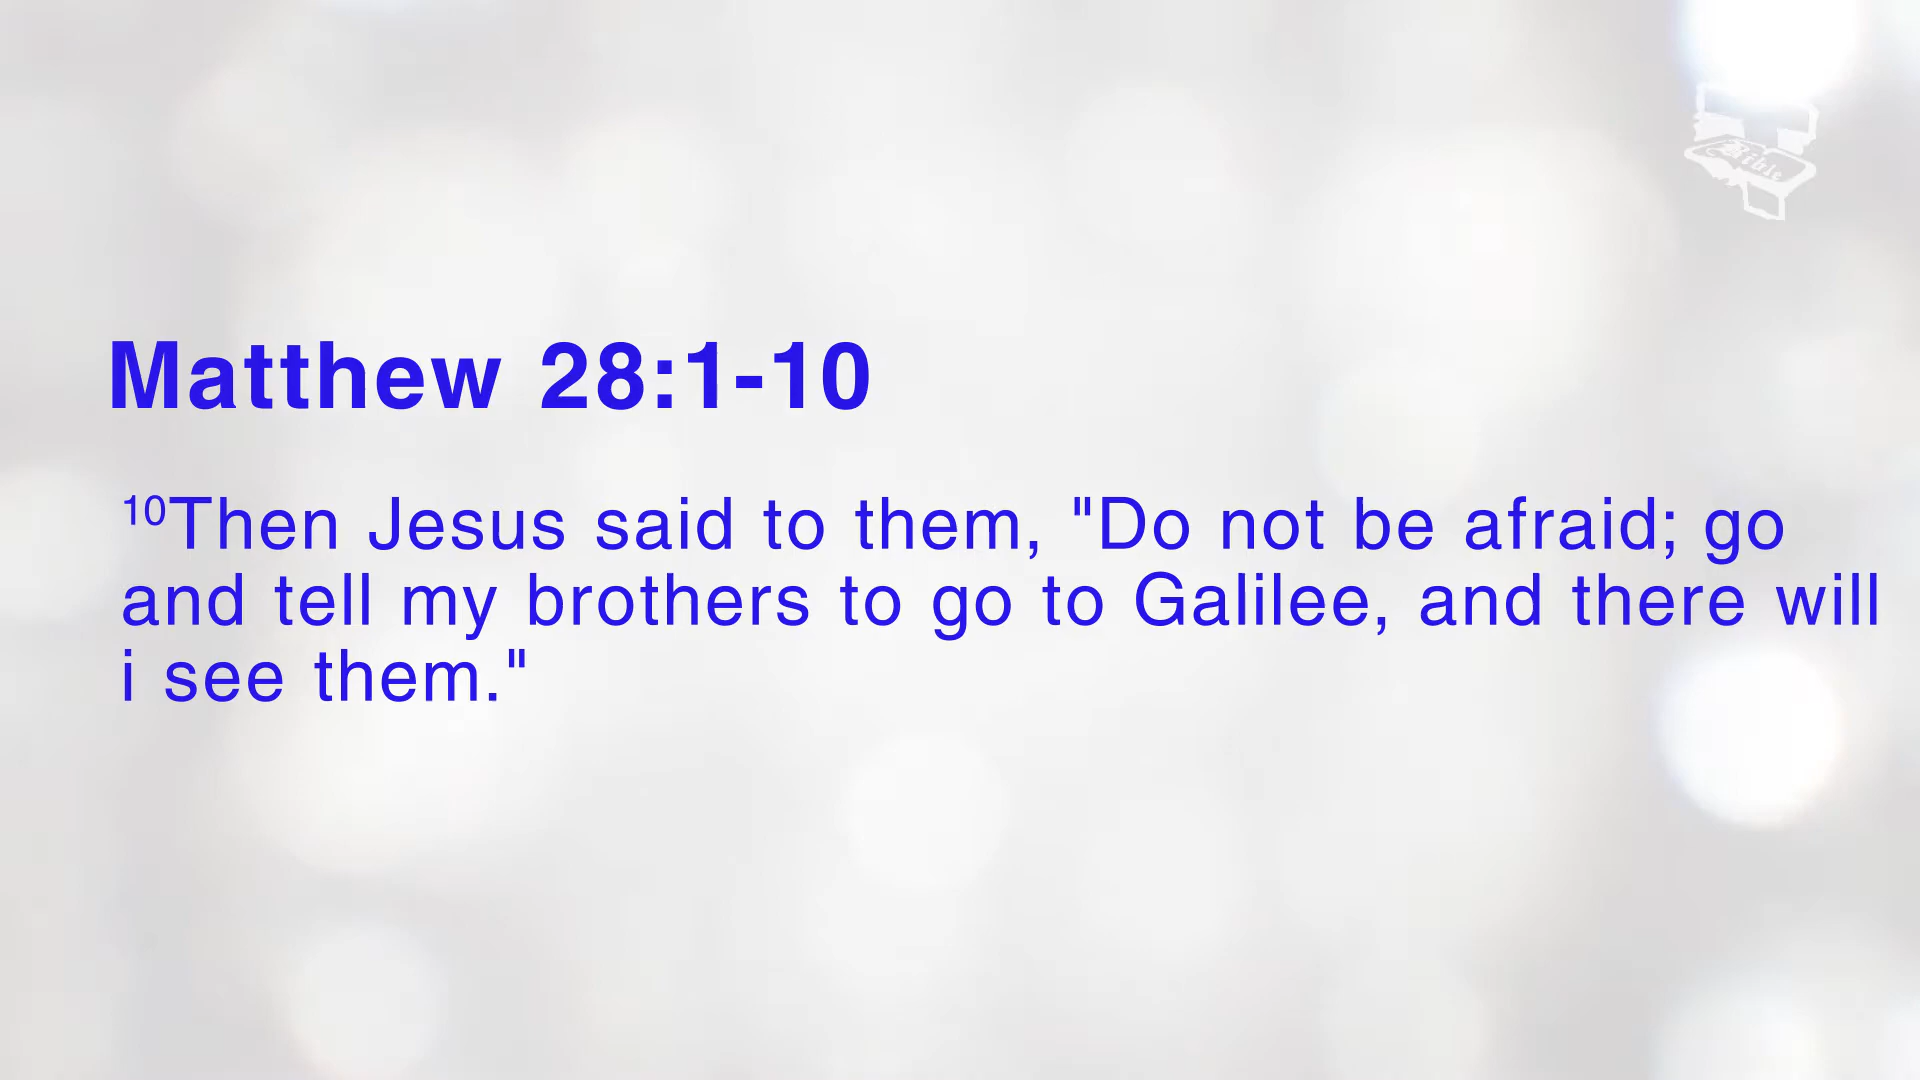 Bible
Matthew 28:1-10
10Then Jesus said to them, "Do not be afraid; go
and tell my brothers to go to Galilee, and there will
i see them."